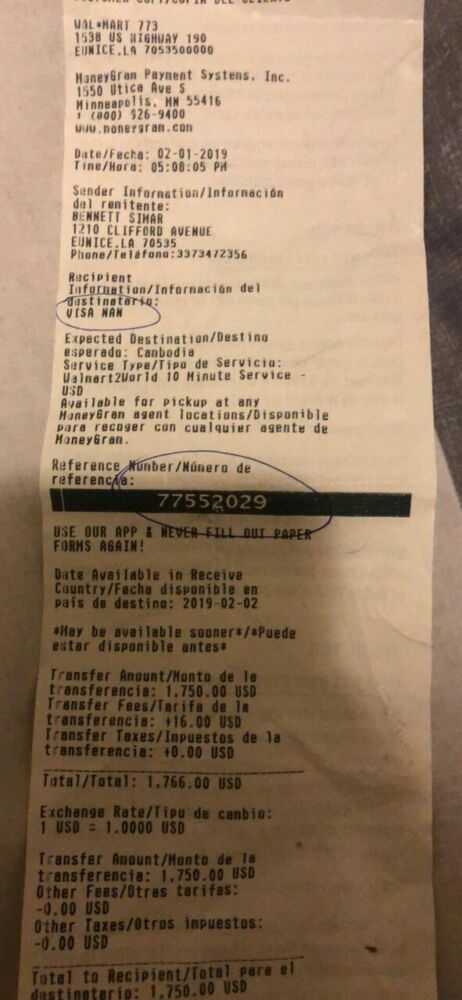 CUSTOMER COPY/COPIA DEL CLIENTE
WAL*MART 773
1538 US HIGHWAY 190
EUNICE,LA 7053500000
MoneyGram Payment Systems, Inc.
1550 Utica Ave S
Minneapolis, MN 55416
1 (800) 926-9400
www.moneygram.com
Date/Fecha: 02-01-2019
Time/Hora: 05:08:05 PM
Sender Information/Información
del remitente:
BENNETT SIMAR
1210 CLIFFORD AVENUE
EUNICE,LA 70535
Phone/Teléfono:3373472356
Recipient
Information/Información del
destinatario:
VISA NAN
Expected Destination/Destino
esperado: Cambodia
Service Type/Tipo de Servicio:
Walmart2World 10 Minute Service -
USD
Available for pickup at any
MoneyGram agent locations/Disponible
para recoger con cualquier agente de
MoneyGram.
Reference Number/Número de
referencia:
77552029
USE OUR APP & NEVER FILL OUT PAPER
FORMS AGAIN!
Date Available in Receive
Country/Fecha disponible en
país de destino: 2019-02-02
*May be available sooner*/*Puede
estar disponible antes*
Transfer Amount/Monto de la
transferencia: 1,750.00 USD
Transfer Fees/Tarifa de la
transferencia: +16.00 USD
Transfer Taxes/Impuestos de la
transferencia: +0.00 USD
Total/Total: 1,766.00 USD
Exchange Rate/Tipo de cambio:
1 USD = 1.0000 USD
Transfer Amount/Monto de la
transferencia: 1,750.00 USD
Other Fees/Otras tarifas:
-0.00 USD
Other Taxes/Otros impuestos:
-0.00 USD
Total to Recipient/Total para el
destinatario: 1,750.00 USD